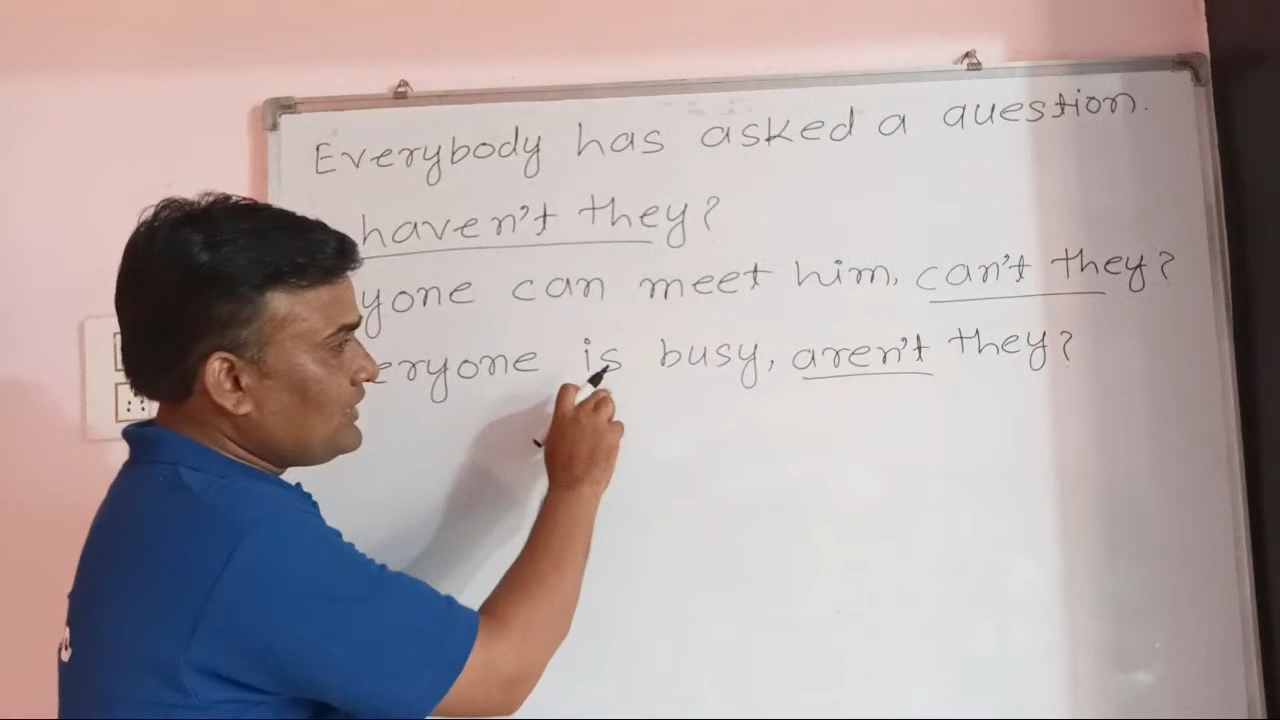 Everybody has asked a question.
haven't they?
yone can meet him, can't they?
eryone is busy, aren't they?